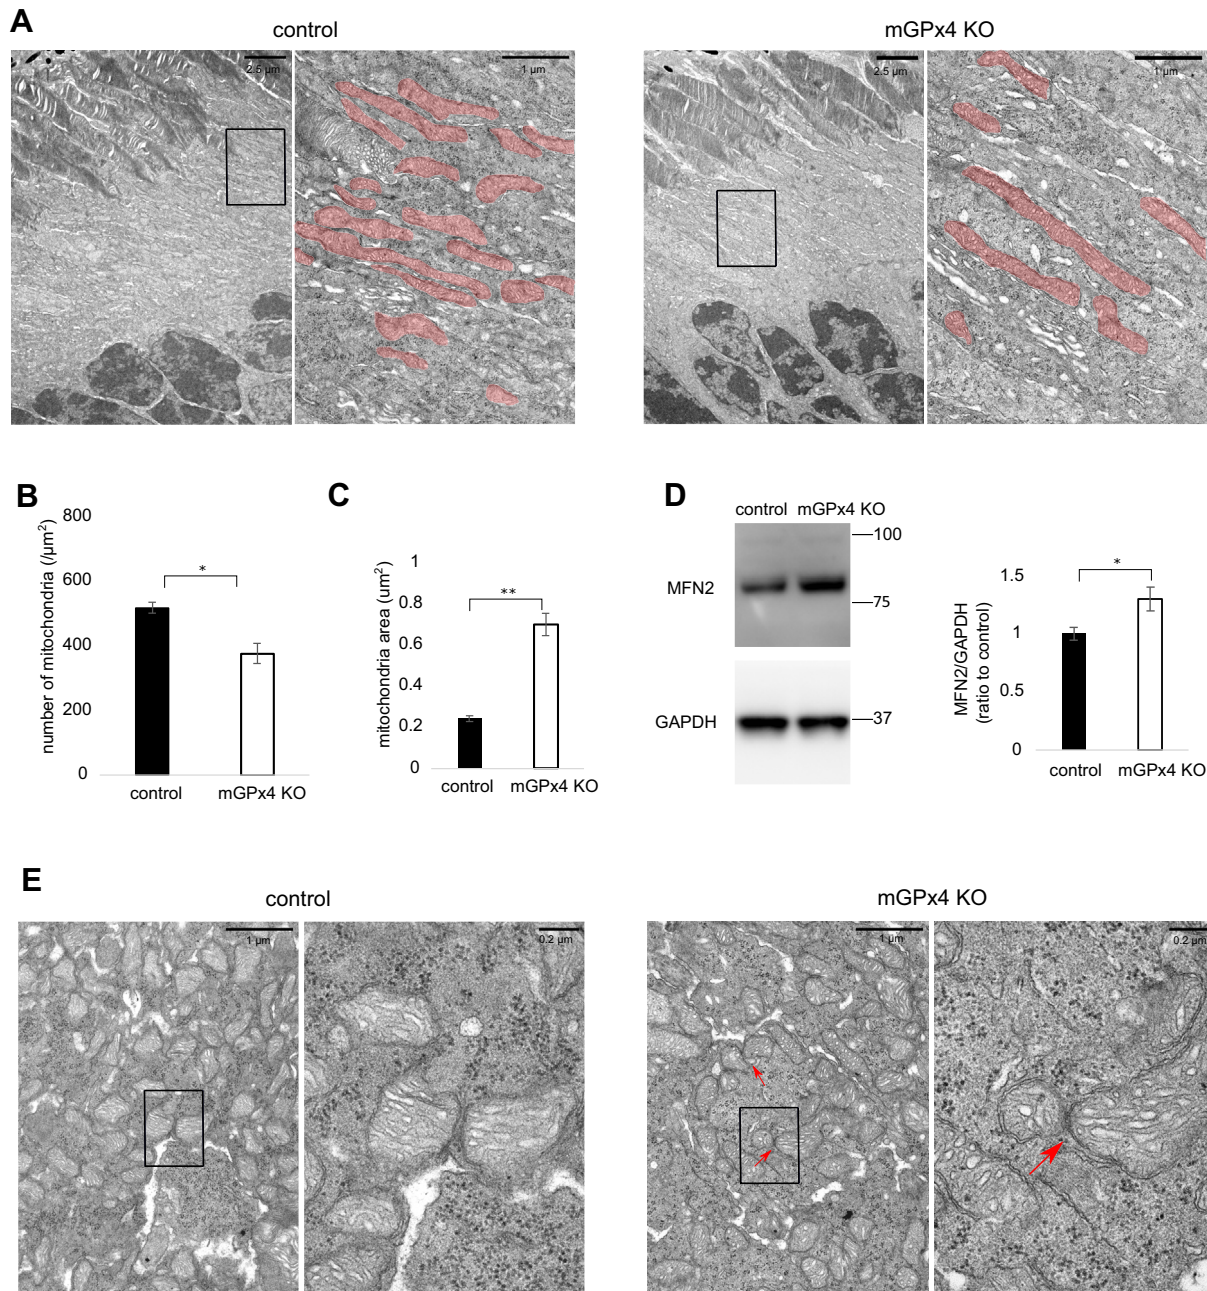 A
control
mGPx4 KO
2.5 µm
1 µm
2.5 µm
1 µm
B
number of mitochondria (/µm²)
800
600
400
200
0
*
control
mGPx4 KO
C
mitochondria area (um²)
1
0.8
0.6
0.4
0.2
0
**
control
mGPx4 KO
D
control mGPx4 KO
MFN2
100
75
GAPDH
37
MFN2/GAPDH
(ratio to control)
1.5
1
0.5
0
*
control
mGPx4 KO
E
control
mGPx4 KO
1 µm
0.2 µm
1 µm
0.2 µm